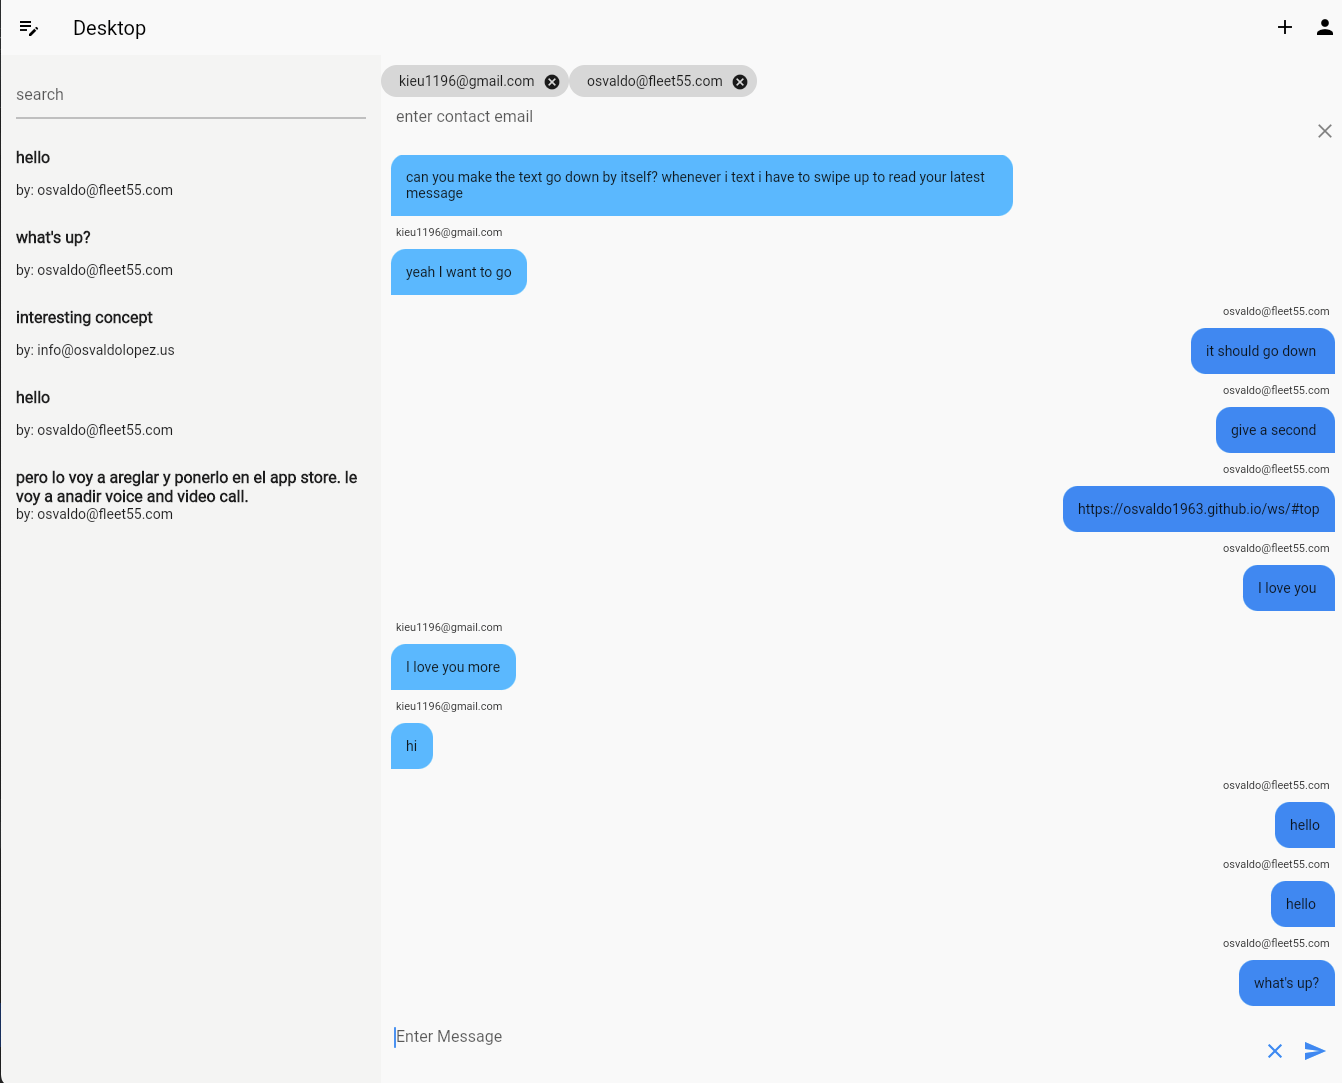 Desktop
search
hello
by: osvaldo@fleet55.com
what's up?
by: osvaldo@fleet55.com
interesting concept
by: info@osvaldolopez.us
hello
by: osvaldo@fleet55.com
pero lo voy a areglar y ponerlo en el app store. le
voy a anadir voice and video call.
by: osvaldo@fleet55.com
kieu1196@gmail.com
osvaldo@fleet55.com
enter contact email
can you make the text go down by itself? whenever i text i have to swipe up to read your latest
message
kieu1196@gmail.com
yeah I want to go
osvaldo@fleet55.com
it should go down
osvaldo@fleet55.com
give a second
osvaldo@fleet55.com
https://osvaldo1963.github.io/ws/#top
osvaldo@fleet55.com
I love you
kieu1196@gmail.com
I love you more
kieu1196@gmail.com
hi
osvaldo@fleet55.com
hello
osvaldo@fleet55.com
hello
osvaldo@fleet55.com
what's up?
Enter Message